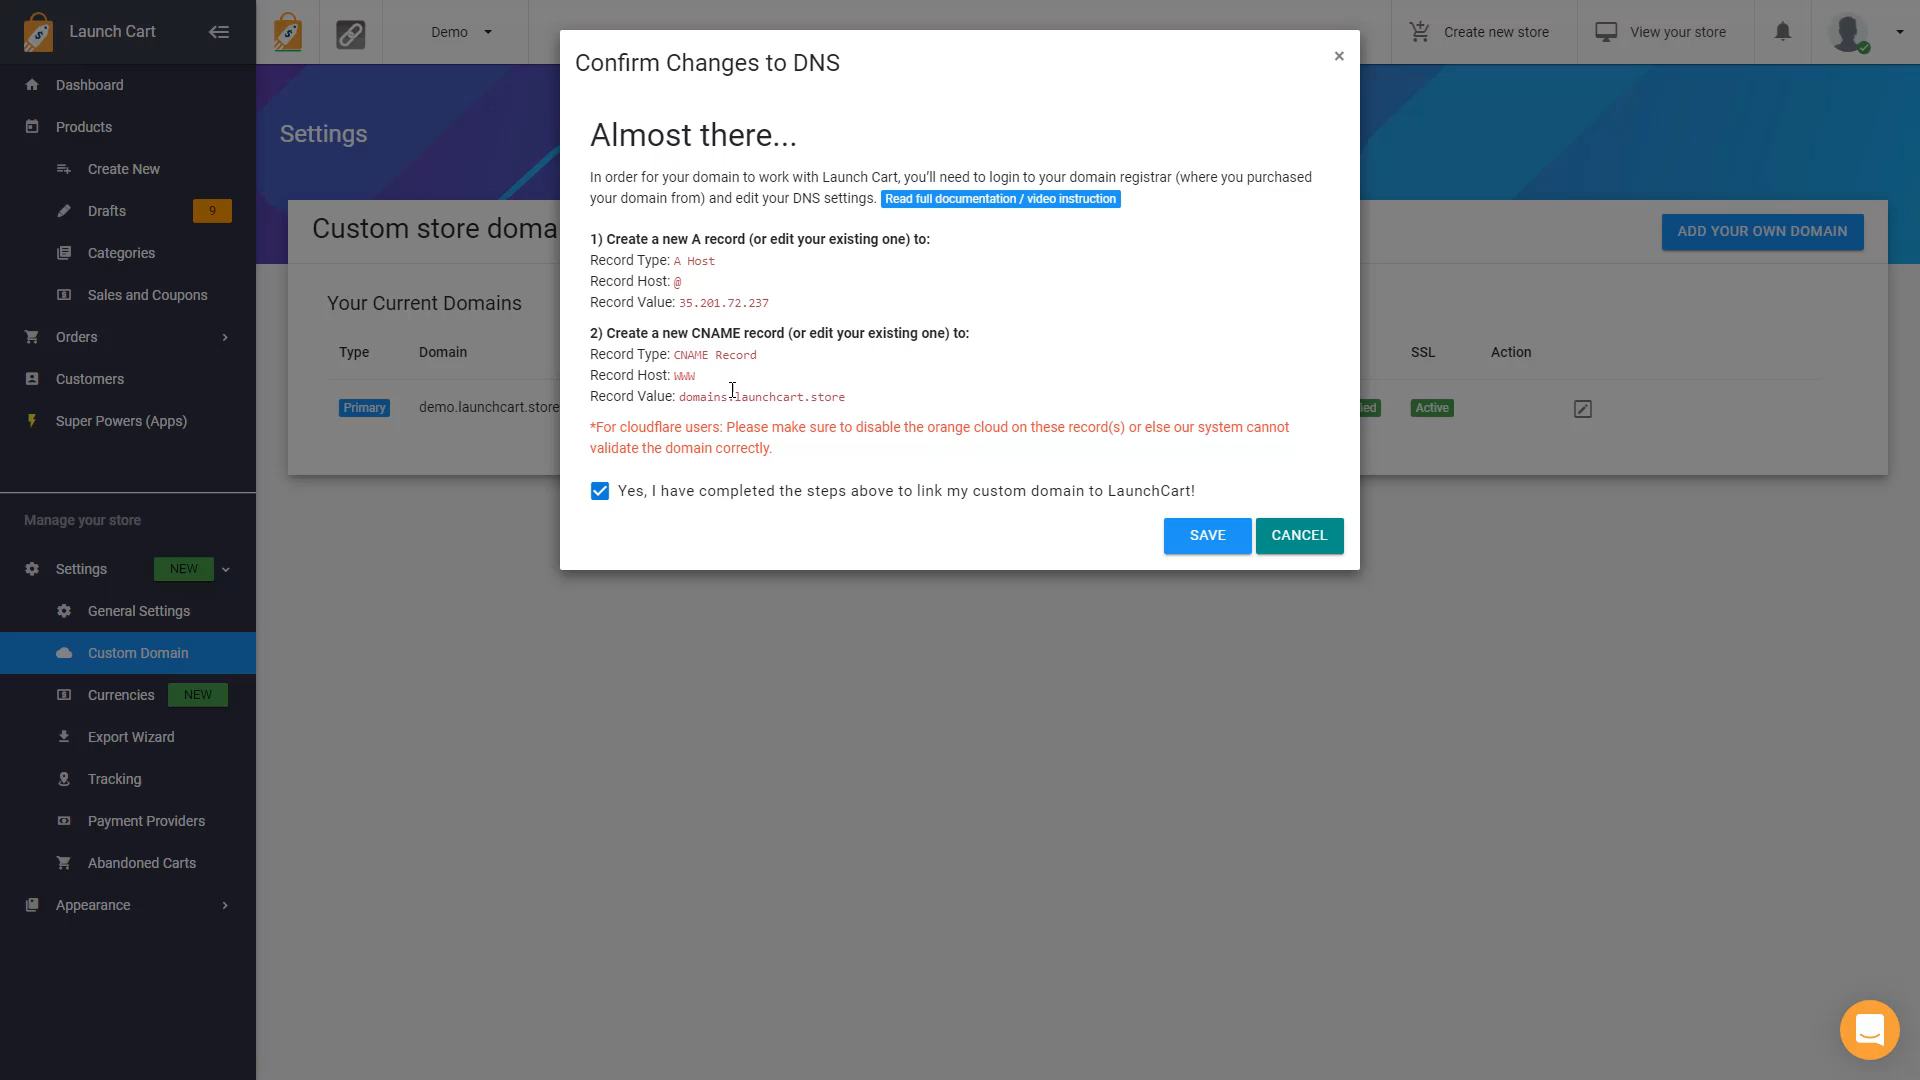 Launch Cart
Demo
Create new store
View your store
Dashboard
Products
Create New
Drafts
9
Categories
Sales and Coupons
Orders
Customers
Super Powers (Apps)
Manage your store
Settings
NEW
General Settings
Custom Domain
Currencies
NEW
Export Wizard
Tracking
Payment Providers
Abandoned Carts
Appearance
Settings
Custom store doma
ADD YOUR OWN DOMAIN
Your Current Domains
Type
Domain
SSL
Action
Primary
demo.launchcart.store
ied
Active
Confirm Changes to DNS
×
Almost there...
In order for your domain to work with Launch Cart, you'll need to login to your domain registrar (where you purchased
your domain from) and edit your DNS settings. Read full documentation / video instruction
1) Create a new A record (or edit your existing one) to:
Record Type: A Host
Record Host: @
Record Value: 35.201.72.237
2) Create a new CNAME record (or edit your existing one) to:
Record Type: CNAME Record
Record Host: WWW
Record Value: domains.launchcart.store
*For cloudflare users: Please make sure to disable the orange cloud on these record(s) or else our system cannot
validate the domain correctly.
Yes, I have completed the steps above to link my custom domain to LaunchCart!
SAVE
CANCEL